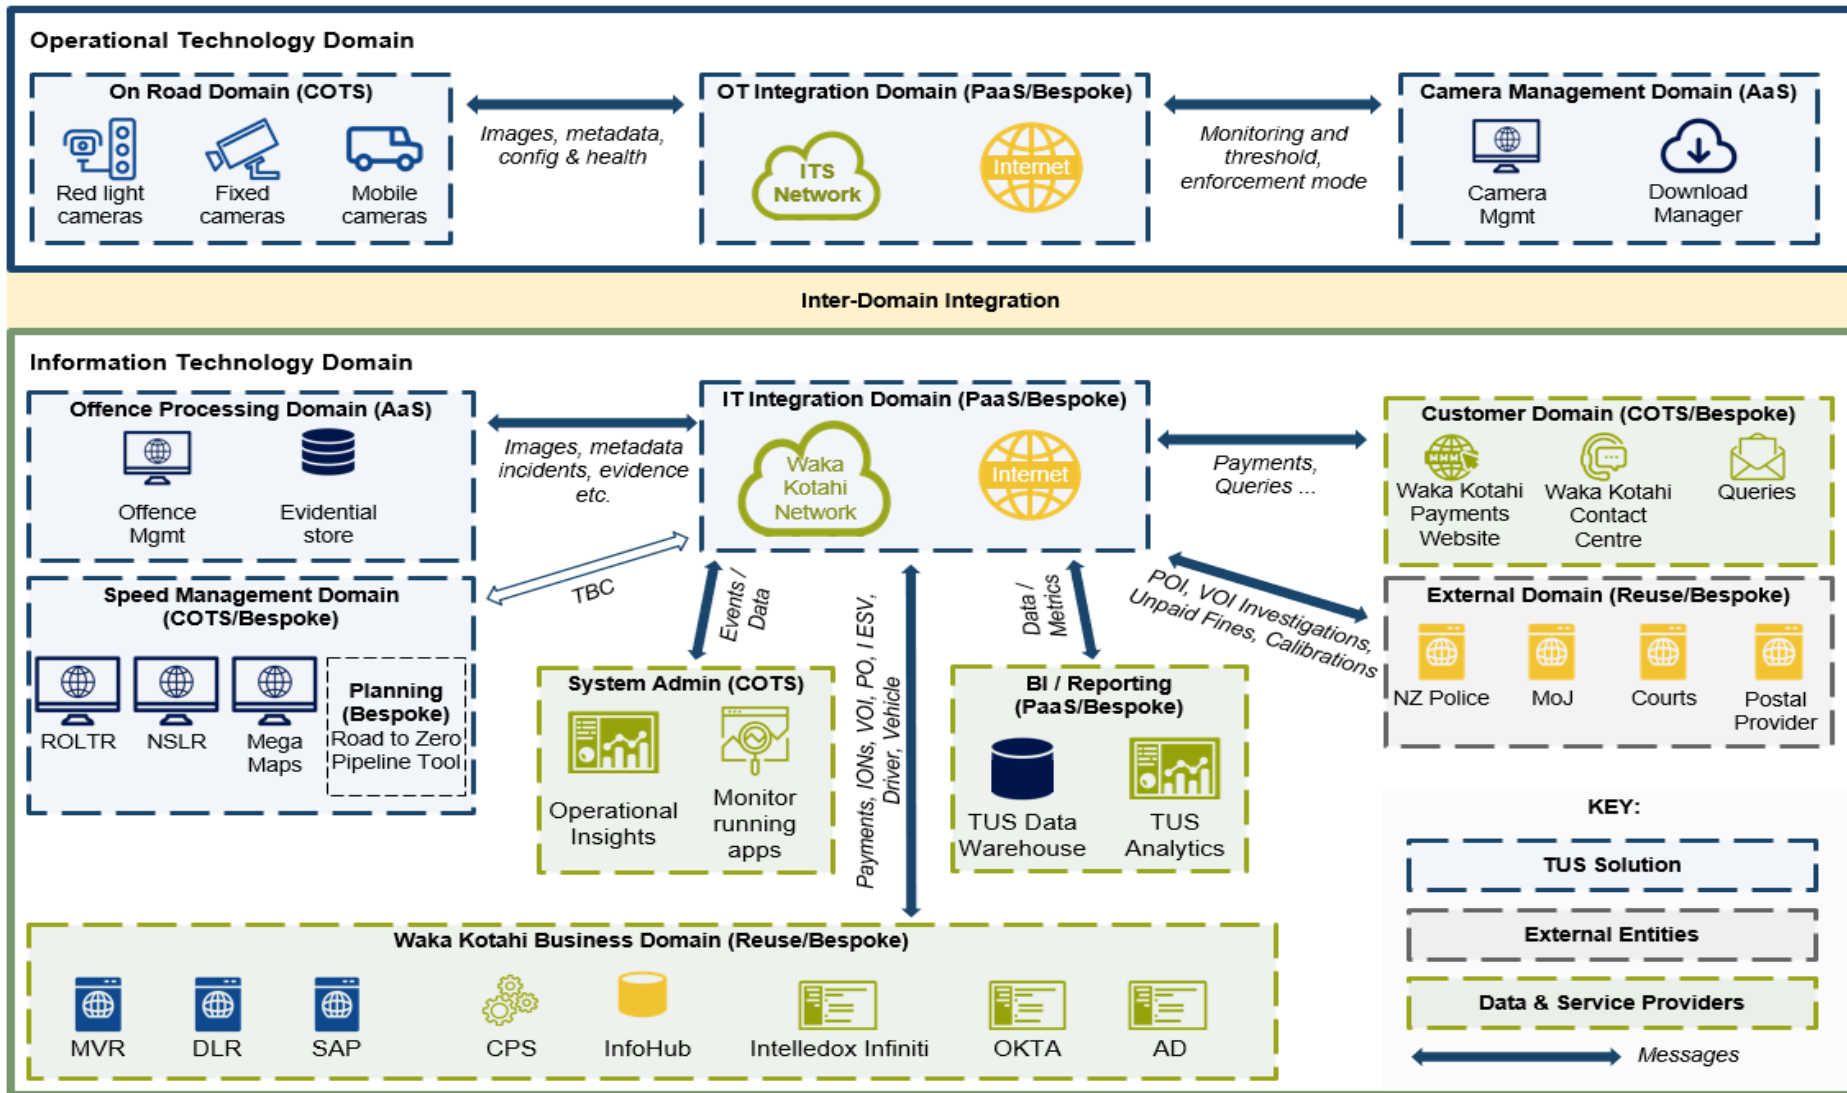 Operational Technology Domain
On Road Domain (COTS)
Red light
cameras
Fixed
cameras
Mobile
cameras
Images, metadata,
config & health
OT Integration Domain (PaaS/Bespoke)
ITS
Network
Internet
Monitoring and
threshold,
enforcement mode
Camera Management Domain (AaS)
Camera
Mgmt
Download
Manager
Inter-Domain Integration
Information Technology Domain
Offence Processing Domain (AaS)
Offence
Mgmt
Evidential
store
Images, metadata
incidents, evidence
etc.
IT Integration Domain (PaaS/Bespoke)
Waka
Kotahi
Network
Internet
Payments,
Queries ...
Customer Domain (COTS/Bespoke)
WWW
Waka Kotahi
Payments
Website
Waka Kotahi
Contact
Centre
Queries
Speed Management Domain
(COTS/Bespoke)
ROLTR
NSLR
Mega
Maps
Planning
(Bespoke)
Road to Zero
Pipeline Tool
TBC
Events /
Data
Payments, IONs, VOI, PO, I ESV,
Driver, Vehicle
Data /
Metrics
POI, VOI Investigations,
Unpaid Fines, Calibrations
External Domain (Reuse/Bespoke)
NZ Police
MoJ
Courts
Postal
Provider
System Admin (COTS)
Operational
Insights
Monitor
running
apps
BI / Reporting
(PaaS/Bespoke)
TUS Data
Warehouse
TUS
Analytics
KEY:
TUS Solution
External Entities
Data & Service Providers
Messages
Waka Kotahi Business Domain (Reuse/Bespoke)
MVR
DLR
SAP
CPS
InfoHub
Intelledox Infiniti
OKTA
AD